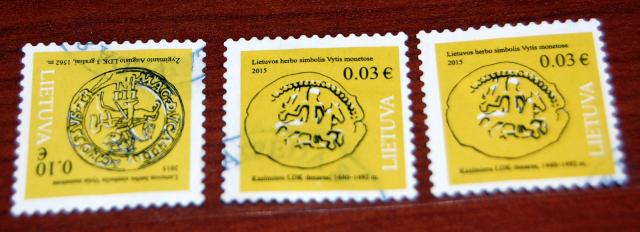 Zygimanto Augusto LDK 3 grašiai, 1562 m.
LIETUVA
0.10 €
2015
Lietuvos herbo simbolis Vytis monetose
Lietuvos herbo simbolis Vytis monetose
2015
0.03 €
LIETUVA
Kazimiero LDK denaras, 1440-1492 m.
Lietuvos herbo simbolis Vytis monetose
2015
0.03 €
LIETUVA
Kazimiero LDK denaras, 1440-1492 m.